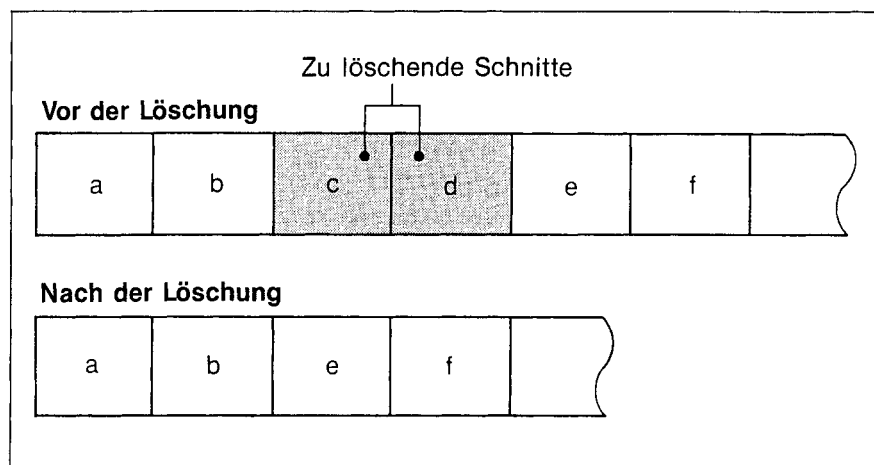 Zu löschende Schnitte
Vor der Löschung
a b c d e f
Nach der Löschung
a b e f